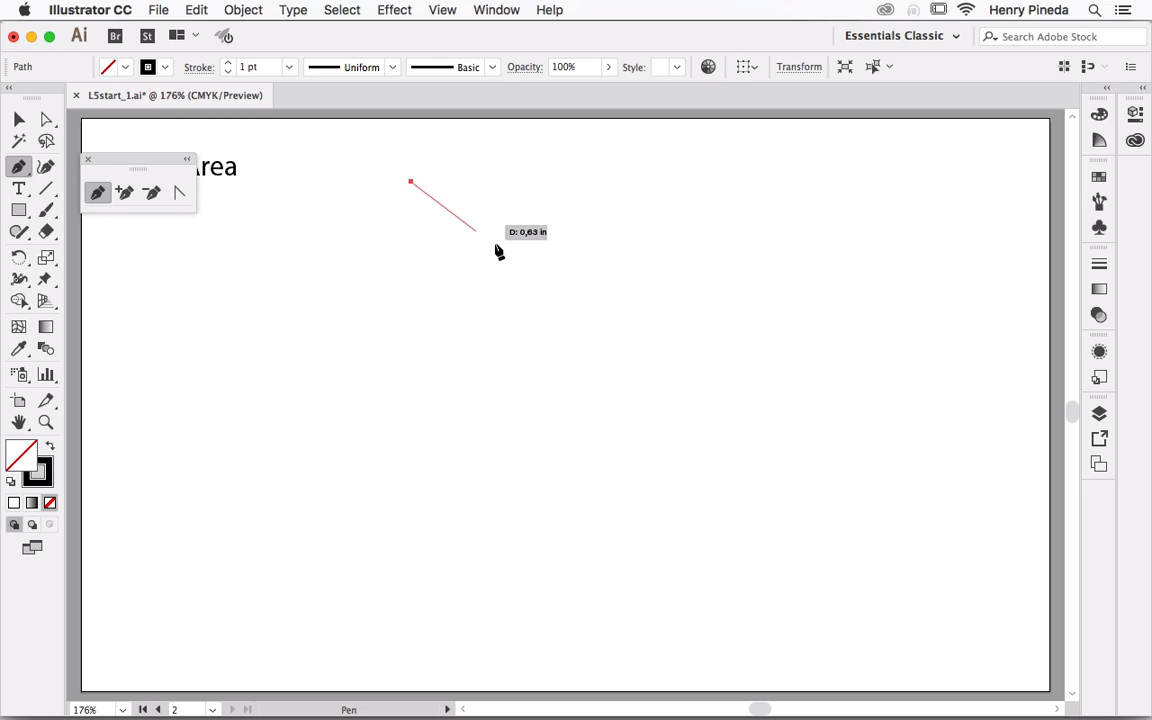 Illustrator CC File Edit Object Type Select Effect View Window Help Henry Pineda
Ai Br St Essentials Classic Search Adobe Stock
Path Stroke: 1 pt Uniform Basic Opacity: 100% Style: Transform
L5start_1.ai* @ 176% (CMYK/Preview)
rea
D: 0,63 in
176% 2 Pen